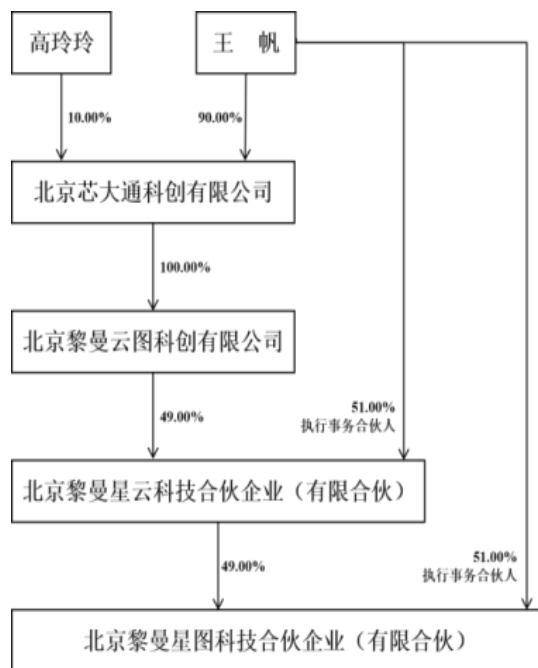 高玲玲
王 帆
10.00%
90.00%
北京芯大通科创有限公司
100.00%
北京黎曼云图科创有限公司
49.00%
51.00%
执行事务合伙人
北京黎曼星云科技合伙企业（有限合伙）
49.00%
51.00%
执行事务合伙人
北京黎曼星图科技合伙企业（有限合伙）